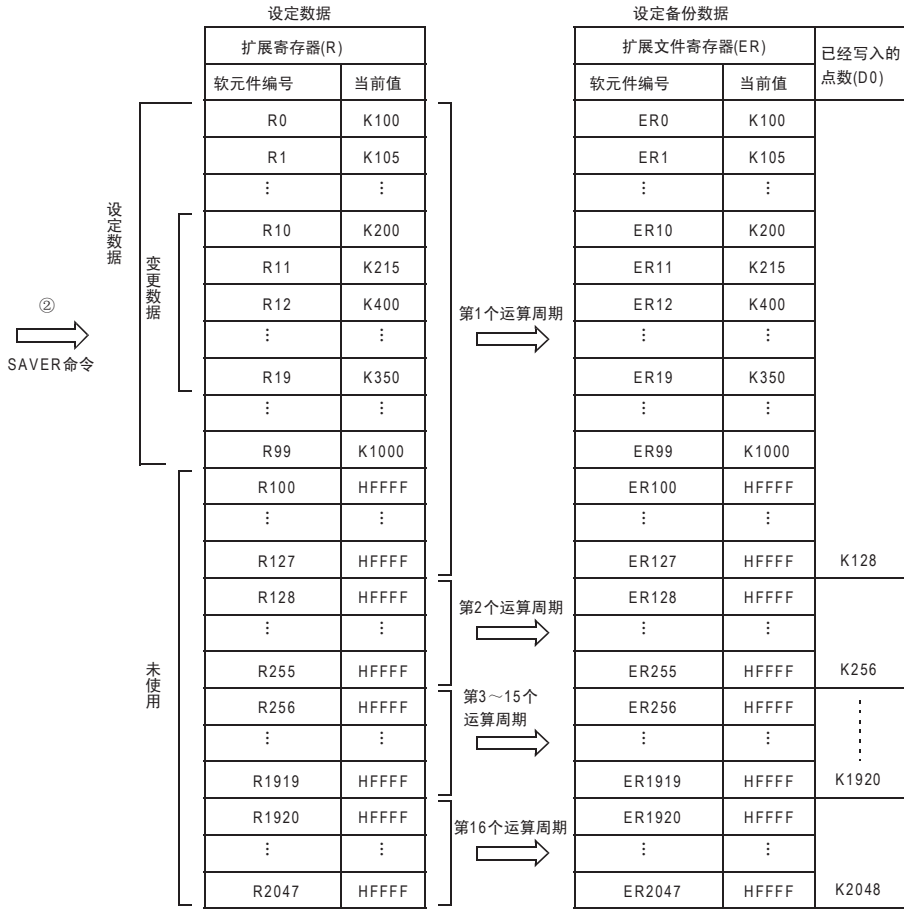 设定数据 设定备份数据
扩展寄存器(R) 扩展文件寄存器(ER) 已经写入的
点数(D0)
软元件编号 当前值 软元件编号 当前值
R0 K100 ER0 K100
R1 K105 ER1 K105
⋮ ⋮ ⋮ ⋮
R10 K200 ER10 K200
R11 K215 ER11 K215
R12 K400 ER12 K400
⋮ ⋮ ⋮ ⋮
R19 K350 ER19 K350
⋮ ⋮ ⋮ ⋮
R99 K1000 ER99 K1000
R100 HFFFF ER100 HFFFF
⋮ ⋮ ⋮ ⋮
R127 HFFFF ER127 HFFFF K128
R128 HFFFF ER128 HFFFF
⋮ ⋮ ⋮ ⋮
R255 HFFFF ER255 HFFFF K256
R256 HFFFF ER256 HFFFF
⋮ ⋮ ⋮ ⋮
R1919 HFFFF ER1919 HFFFF K1920
R1920 HFFFF ER1920 HFFFF
⋮ ⋮ ⋮ ⋮
R2047 HFFFF ER2047 HFFFF K2048
设定数据
变更数据
②
SAVER命令
未使用
第1个运算周期
第2个运算周期
第3～15个
运算周期
第16个运算周期